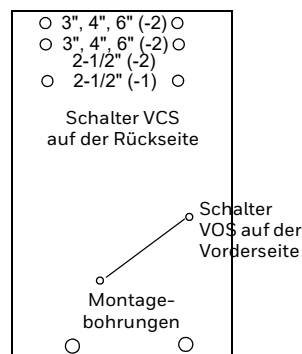 3", 4", 6" (-2)
3", 4", 6" (-2)
2-1/2" (-2)
2-1/2" (-1)
Schalter VCS
auf der Rückseite
Schalter
VOS auf der
Vorderseite
Montage-
bohrungen